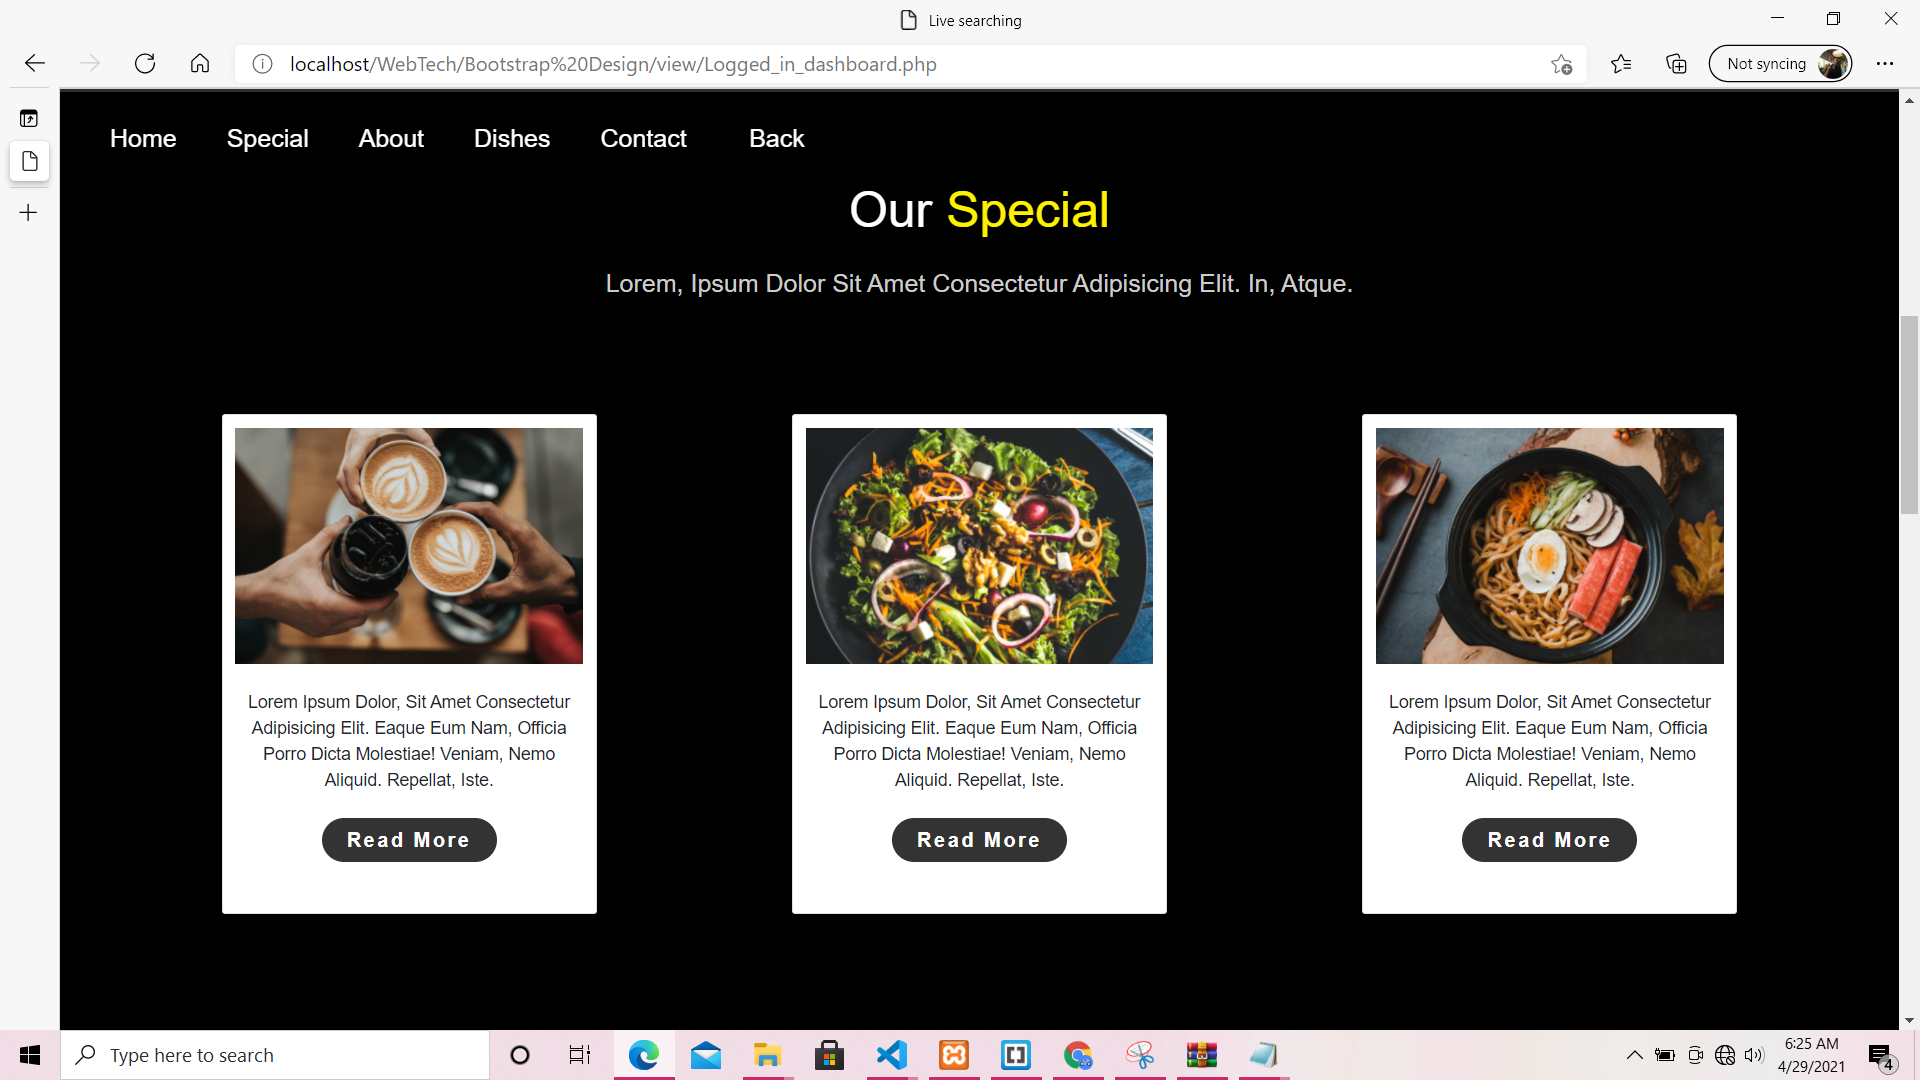 Live searching
localhost/WebTech/Bootstrap%20Design/view/Logged_in_dashboard.php
Not syncing
Home Special About Dishes Contact Back
Our Special
Lorem, Ipsum Dolor Sit Amet Consectetur Adipisicing Elit. In, Atque.
Lorem Ipsum Dolor, Sit Amet Consectetur
Adipisicing Elit. Eaque Eum Nam, Officia
Porro Dicta Molestiae! Veniam, Nemo
Aliquid. Repellat, Iste.
Read More
Lorem Ipsum Dolor, Sit Amet Consectetur
Adipisicing Elit. Eaque Eum Nam, Officia
Porro Dicta Molestiae! Veniam, Nemo
Aliquid. Repellat, Iste.
Read More
Lorem Ipsum Dolor, Sit Amet Consectetur
Adipisicing Elit. Eaque Eum Nam, Officia
Porro Dicta Molestiae! Veniam, Nemo
Aliquid. Repellat, Iste.
Read More
Type here to search
6:25 AM
4/29/2021
4